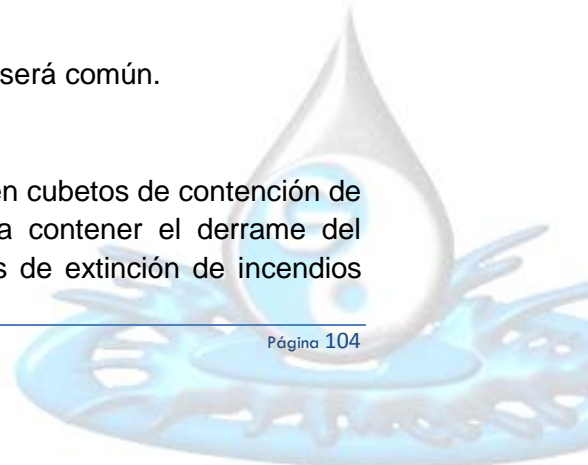 será común.
en cubetos de contención de
a contener el derrame del
s de extinción de incendios
Página 104